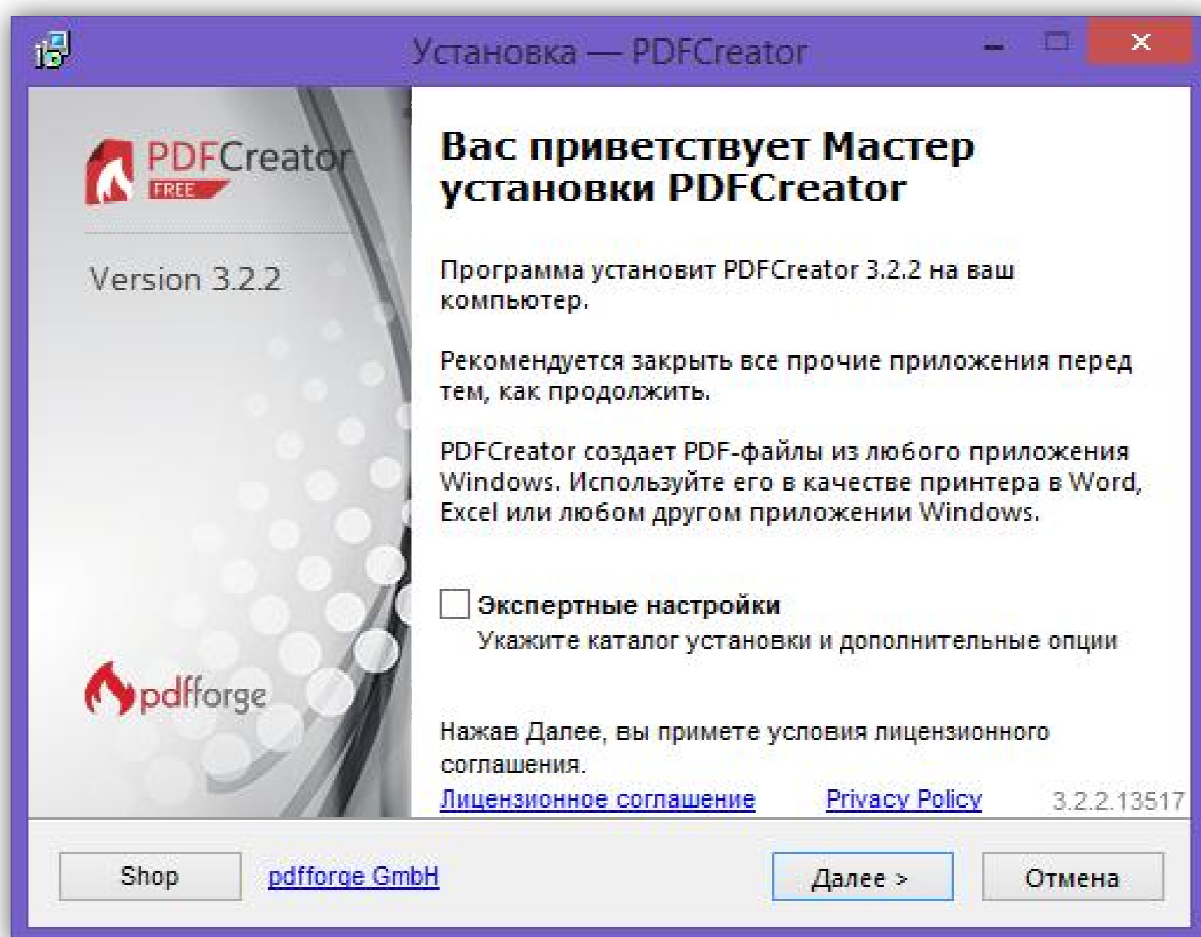 Установка — PDFCreator
PDFCreator
FREE
Version 3.2.2
Вас приветствует Мастер
установки PDFCreator
Программа установит PDFCreator 3.2.2 на ваш
компьютер.
Рекомендуется закрыть все прочие приложения перед
тем, как продолжить.
PDFCreator создает PDF-файлы из любого приложения
Windows. Используйте его в качестве принтера в Word,
Excel или любом другом приложении Windows.
Экспертные настройки
Укажите каталог установки и дополнительные опции
pdfforge
Нажав Далее, вы примете условия лицензионного
соглашения.
Лицензионное соглашение Privacy Policy 3.2.2.13517
Shop pdfforge GmbH Далее > Отмена